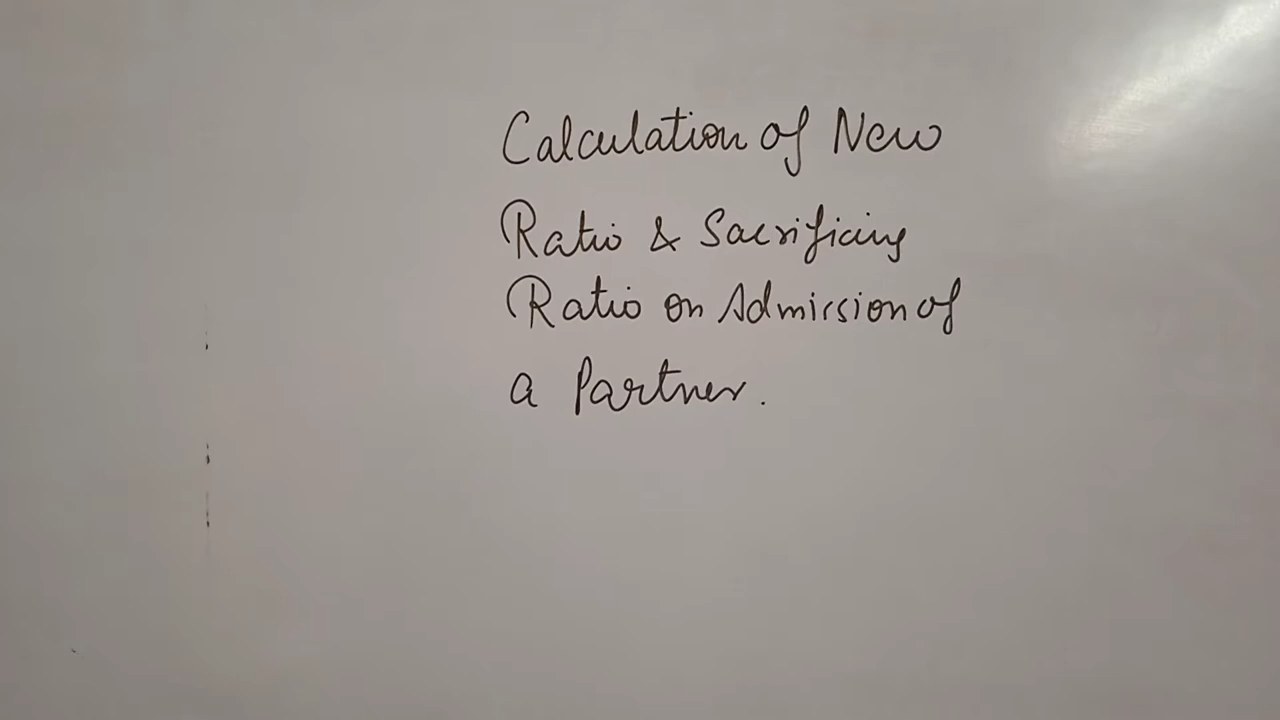 Calculation of New
Ratio & Sacrificing
Ratio on Admission of
a Partner.